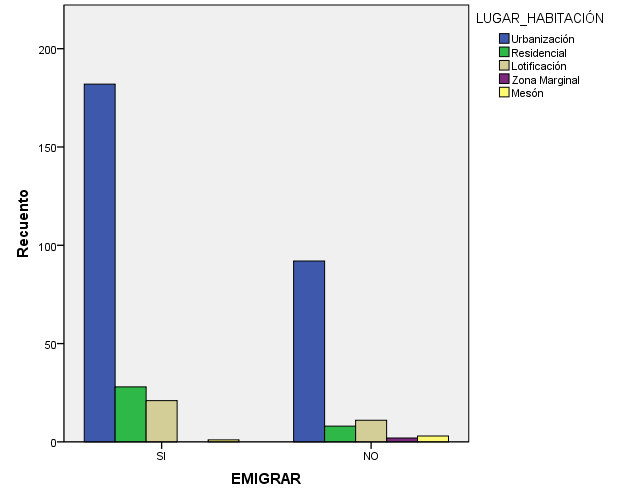 LUGAR_HABITACIÓN
Urbanización
Residencial
Lotificación
Zona Marginal
Mesón
200
150
100
50
0
Recuento
SI
NO
EMIGRAR